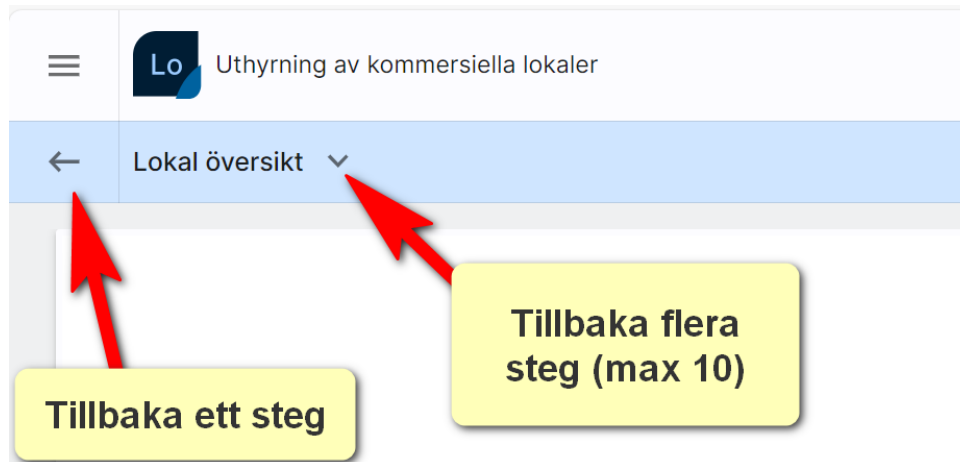 Lo
Uthyrning av kommersiella lokaler
Lokal översikt
Tillbaka flera
steg (max 10)
Tillbaka ett steg